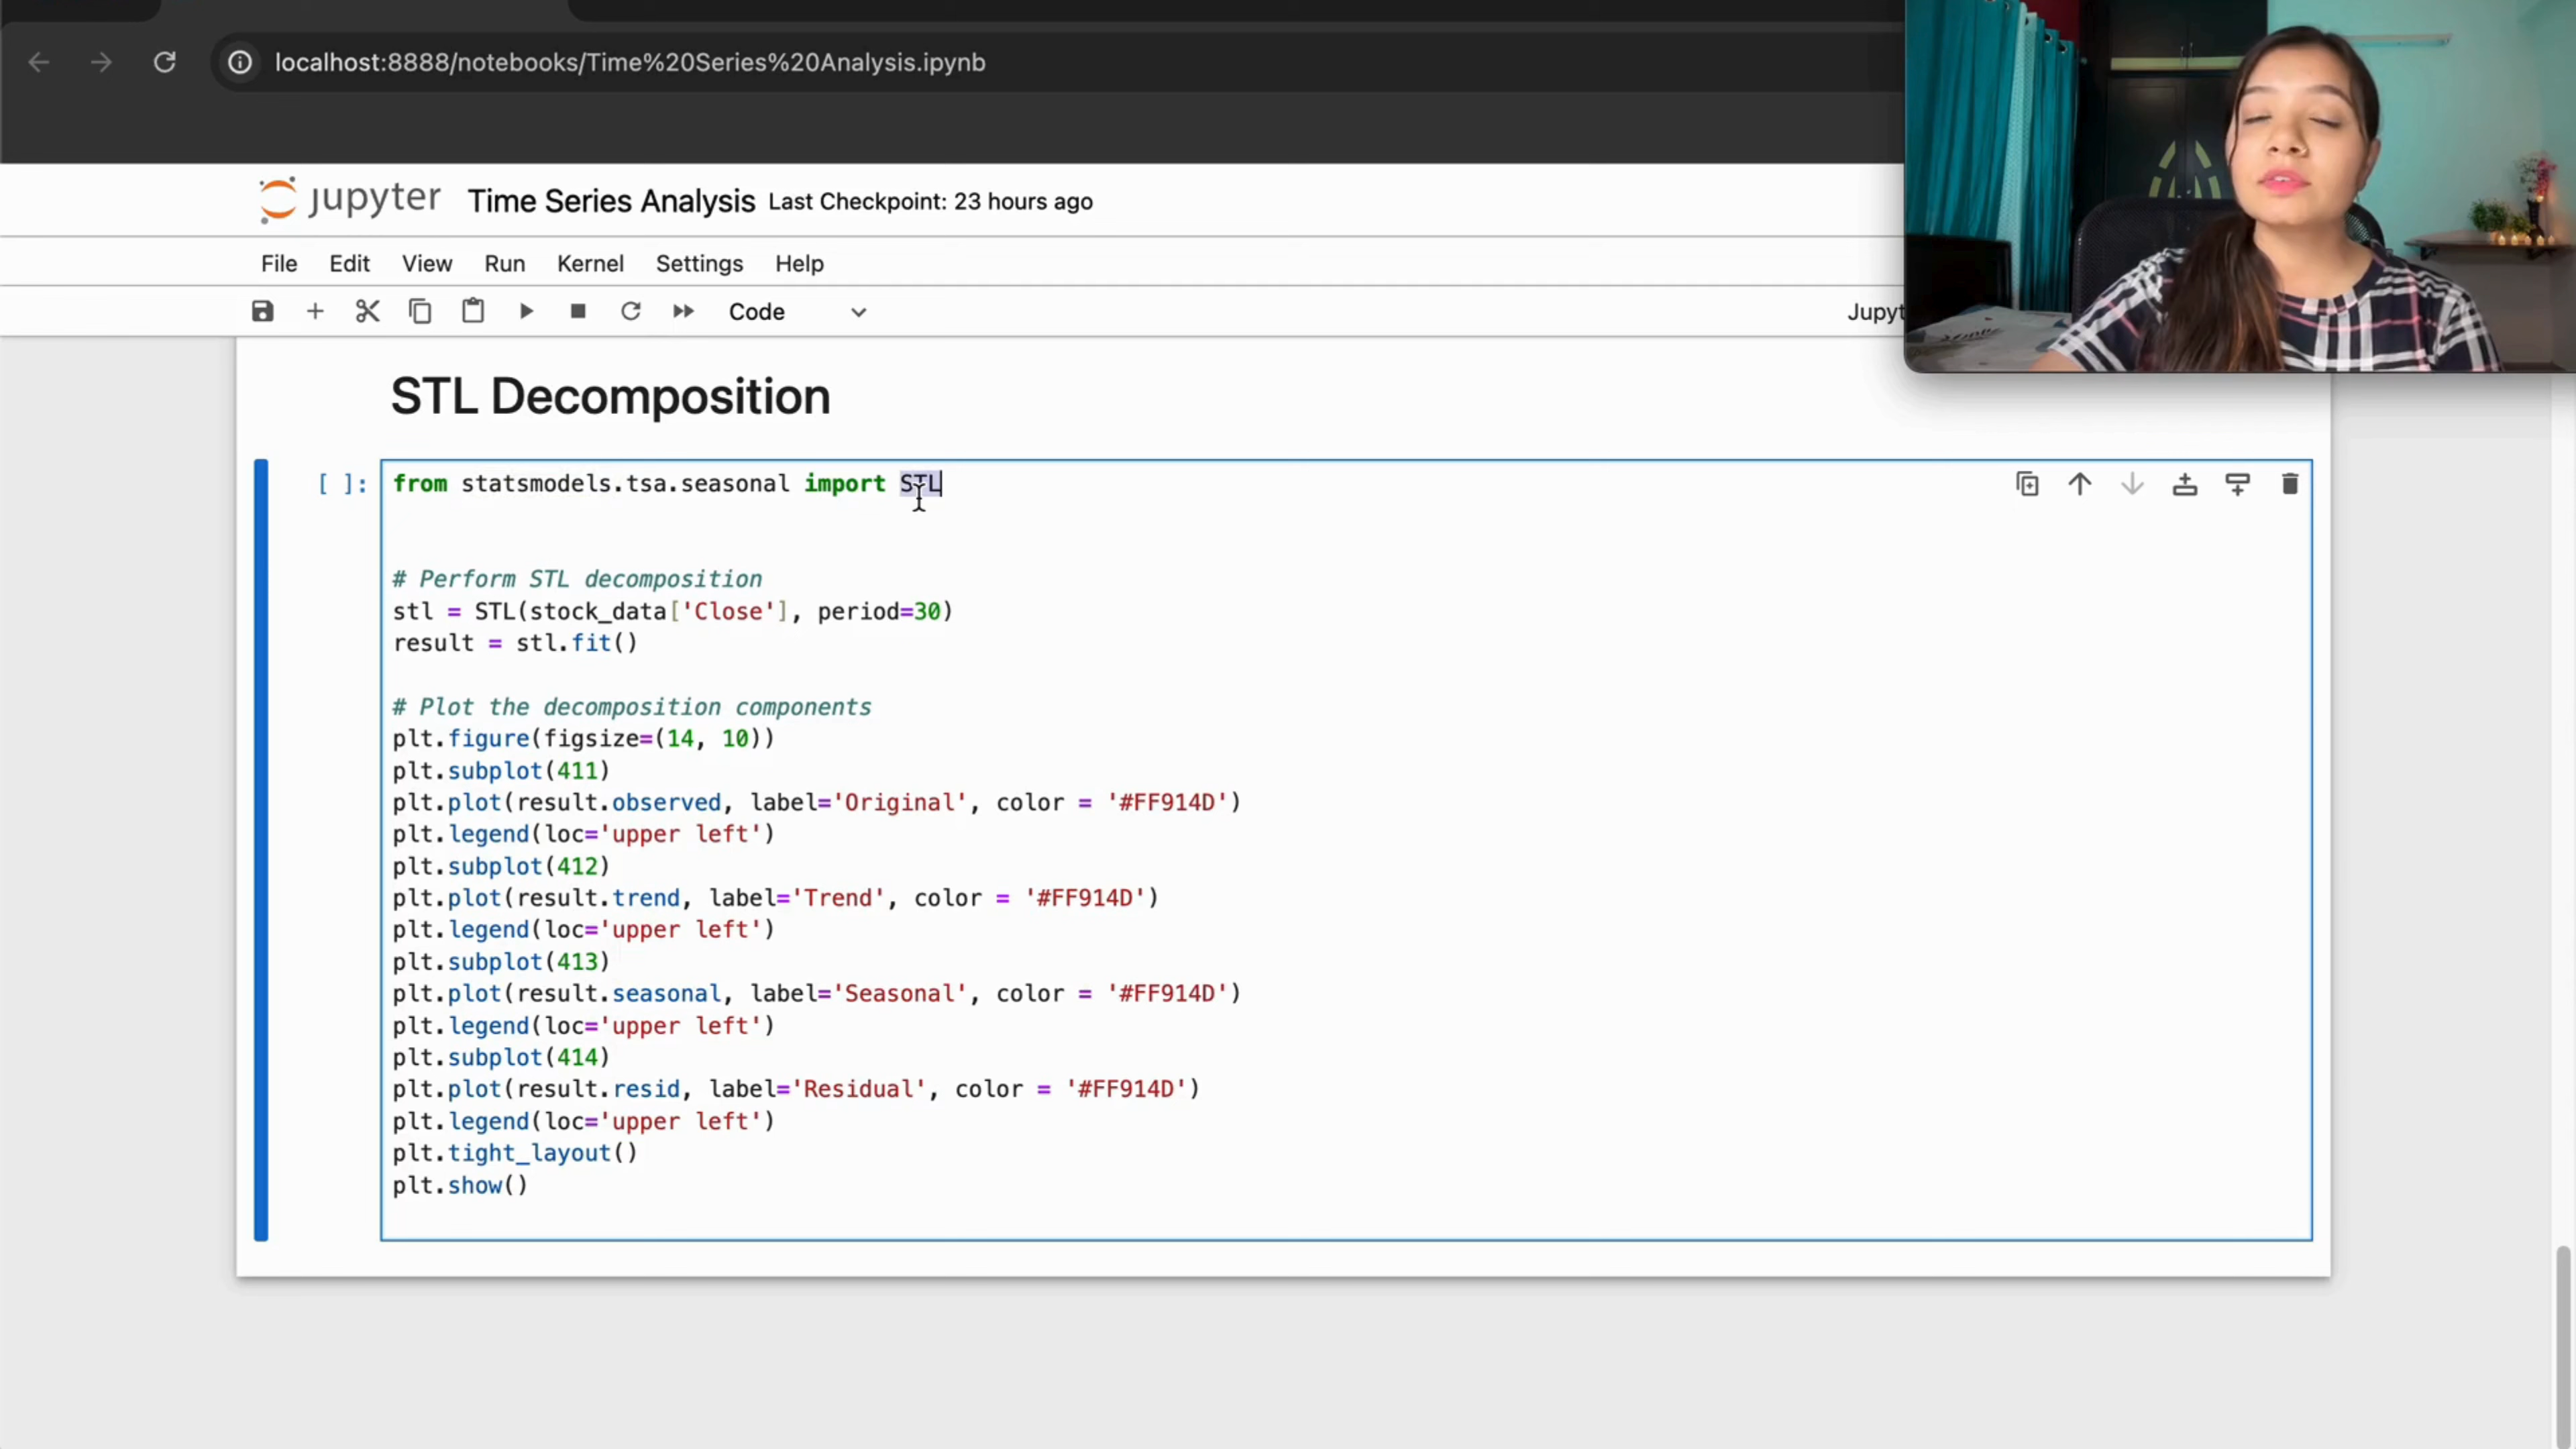 localhost:8888/notebooks/Time%20Series%20Analysis.ipynb
jupyter Time Series Analysis Last Checkpoint: 23 hours ago
File Edit View Run Kernel Settings Help
Code Jupyt
STL Decomposition
[ ]: from statsmodels.tsa.seasonal import STL
# Perform STL decomposition
stl = STL(stock_data['Close'], period=30)
result = stl.fit()
# Plot the decomposition components
plt.figure(figsize=(14, 10))
plt.subplot(411)
plt.plot(result.observed, label='Original', color = '#FF914D')
plt.legend(loc='upper left')
plt.subplot(412)
plt.plot(result.trend, label='Trend', color = '#FF914D')
plt.legend(loc='upper left')
plt.subplot(413)
plt.plot(result.seasonal, label='Seasonal', color = '#FF914D')
plt.legend(loc='upper left')
plt.subplot(414)
plt.plot(result.resid, label='Residual', color = '#FF914D')
plt.legend(loc='upper left')
plt.tight_layout()
plt.show()